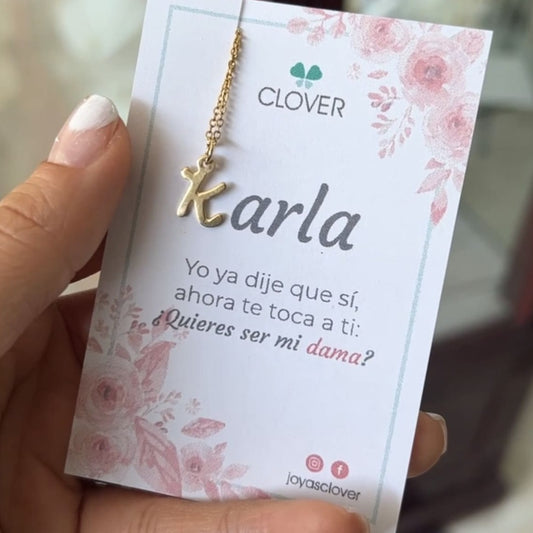 CLOVER
Karla
Yo ya dije que sí,
ahora te toca a ti:
¿Quieres ser mi dama?
joyasclover